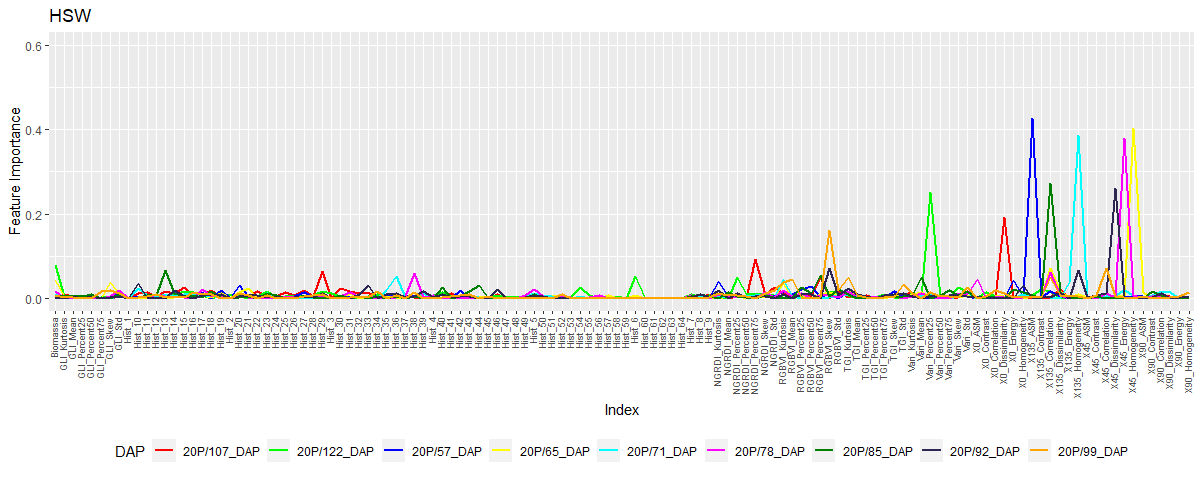 HSW
0.6
0.4
0.2
0.0
Feature Importance
Biomassa
GLI_Kurtosis
GLI_Mean
GLI_Percent25
GLI_Percent50
GLI_Percent75
GLI_Skew
GLI_Std
Hist_1
Hist_10
Hist_11
Hist_12
Hist_13
Hist_14
Hist_15
Hist_16
Hist_17
Hist_18
Hist_19
Hist_2
Hist_20
Hist_21
Hist_22
Hist_23
Hist_24
Hist_25
Hist_26
Hist_27
Hist_28
Hist_29
Hist_3
Hist_30
Hist_31
Hist_32
Hist_33
Hist_34
Hist_35
Hist_36
Hist_37
Hist_38
Hist_39
Hist_4
Hist_40
Hist_41
Hist_42
Hist_43
Hist_44
Hist_45
Hist_46
Hist_47
Hist_48
Hist_49
Hist_5
Hist_50
Hist_51
Hist_52
Hist_53
Hist_54
Hist_55
Hist_56
Hist_57
Hist_58
Hist_59
Hist_6
Hist_60
Hist_61
Hist_62
Hist_63
Hist_64
Hist_7
Hist_8
Hist_9
NGRDI_Kurtosis
NGRDI_Mean
NGRDI_Percent25
NGRDI_Percent50
NGRDI_Percent75
NGRDI_Skew
NGRDI_Std
RGBVI_Kurtosis
RGBVI_Mean
RGBVI_Percent25
RGBVI_Percent50
RGBVI_Percent75
RGBVI_Skew
RGBVI_Std
TGI_Kurtosis
TGI_Mean
TGI_Percent25
TGI_Percent50
TGI_Percent75
TGI_Skew
TGI_Std
Vari_Kurtosis
Vari_Mean
Vari_Percent25
Vari_Percent50
Vari_Percent75
Vari_Skew
Vari_Std
X0_ASM
X0_Contrast
X0_Correlation
X0_Dissimilarity
X0_Energy
X0_Homogeneity
X135_ASM
X135_Contrast
X135_Correlation
X135_Dissimilarity
X135_Energy
X135_Homogeneity
X45_ASM
X45_Contrast
X45_Correlation
X45_Dissimilarity
X45_Energy
X45_Homogeneity
X90_ASM
X90_Contrast
X90_Correlation
X90_Dissimilarity
X90_Energy
X90_Homogeneity
Index
DAP 20P/107_DAP 20P/122_DAP 20P/57_DAP 20P/65_DAP 20P/71_DAP 20P/78_DAP 20P/85_DAP 20P/92_DAP 20P/99_DAP